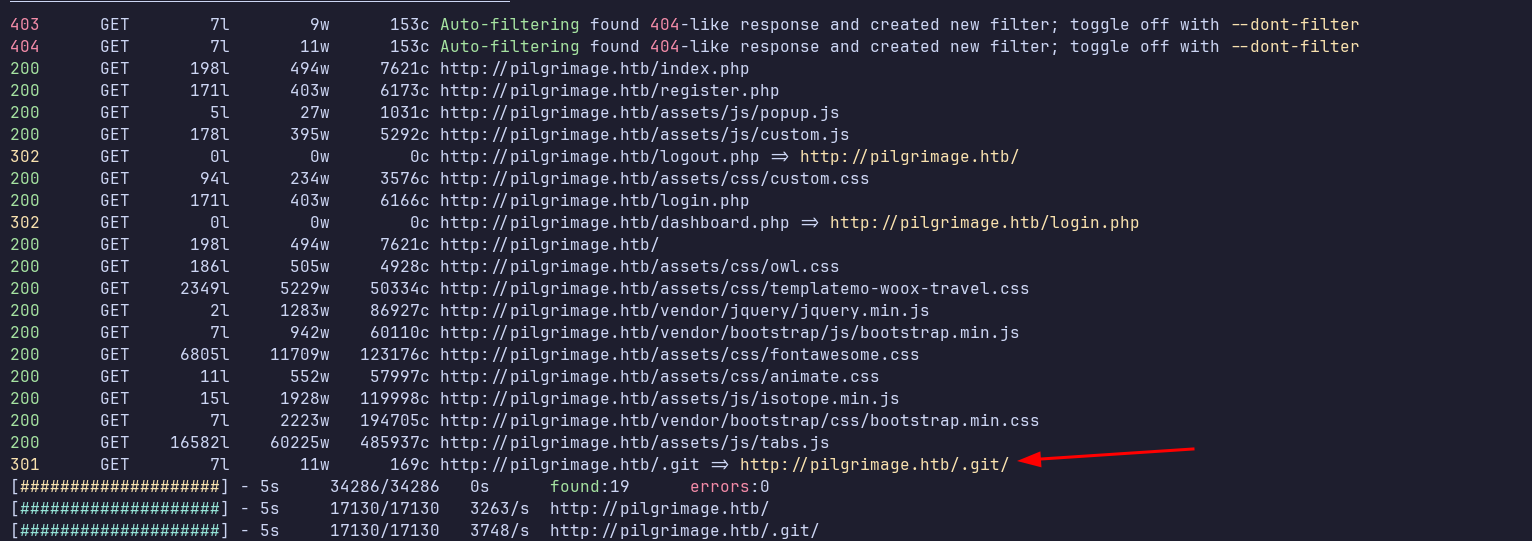 403 GET 7l 9w 153c Auto-filtering found 404-like response and created new filter; toggle off with --dont-filter
404 GET 7l 11w 153c Auto-filtering found 404-like response and created new filter; toggle off with --dont-filter
200 GET 198l 494w 7621c http://pilgrimage.htb/index.php
200 GET 171l 403w 6173c http://pilgrimage.htb/register.php
200 GET 5l 27w 1031c http://pilgrimage.htb/assets/js/popup.js
200 GET 178l 395w 5292c http://pilgrimage.htb/assets/js/custom.js
302 GET 0l 0w 0c http://pilgrimage.htb/logout.php => http://pilgrimage.htb/
200 GET 94l 234w 3576c http://pilgrimage.htb/assets/css/custom.css
200 GET 171l 403w 6166c http://pilgrimage.htb/login.php
302 GET 0l 0w 0c http://pilgrimage.htb/dashboard.php => http://pilgrimage.htb/login.php
200 GET 198l 494w 7621c http://pilgrimage.htb/
200 GET 186l 505w 4928c http://pilgrimage.htb/assets/css/owl.css
200 GET 2349l 5229w 50334c http://pilgrimage.htb/assets/css/templatemo-woox-travel.css
200 GET 2l 1283w 86927c http://pilgrimage.htb/vendor/jquery/jquery.min.js
200 GET 7l 942w 60110c http://pilgrimage.htb/vendor/bootstrap/js/bootstrap.min.js
200 GET 6805l 11709w 123176c http://pilgrimage.htb/assets/css/fontawesome.css
200 GET 11l 552w 57997c http://pilgrimage.htb/assets/css/animate.css
200 GET 15l 1928w 119998c http://pilgrimage.htb/assets/js/isotope.min.js
200 GET 7l 2223w 194705c http://pilgrimage.htb/vendor/bootstrap/css/bootstrap.min.css
200 GET 16582l 60225w 485937c http://pilgrimage.htb/assets/js/tabs.js
301 GET 7l 11w 169c http://pilgrimage.htb/.git => http://pilgrimage.htb/.git/
[####################] - 5s 34286/34286 0s found:19 errors:0
[####################] - 5s 17130/17130 3263/s http://pilgrimage.htb/
[####################] - 5s 17130/17130 3748/s http://pilgrimage.htb/.git/